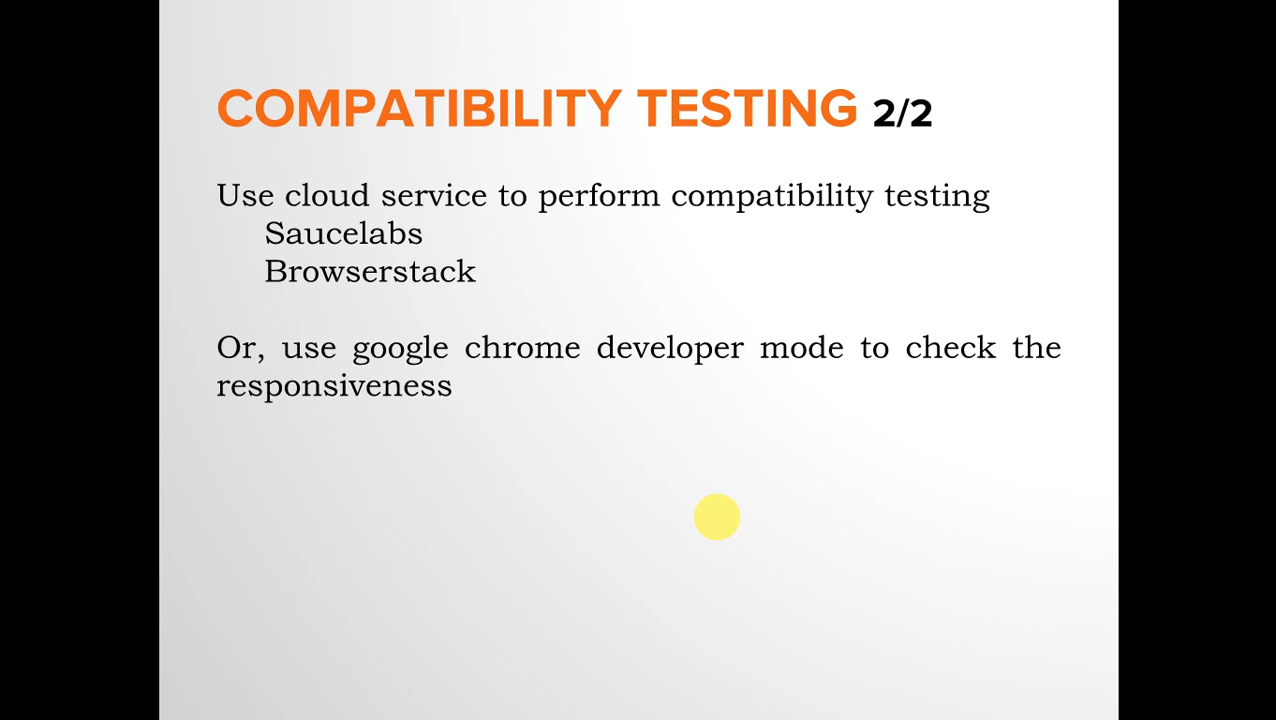 COMPATIBILITY TESTING 2/2
Use cloud service to perform compatibility testing
Saucelabs
Browserstack
Or, use google chrome developer mode to check the
responsiveness